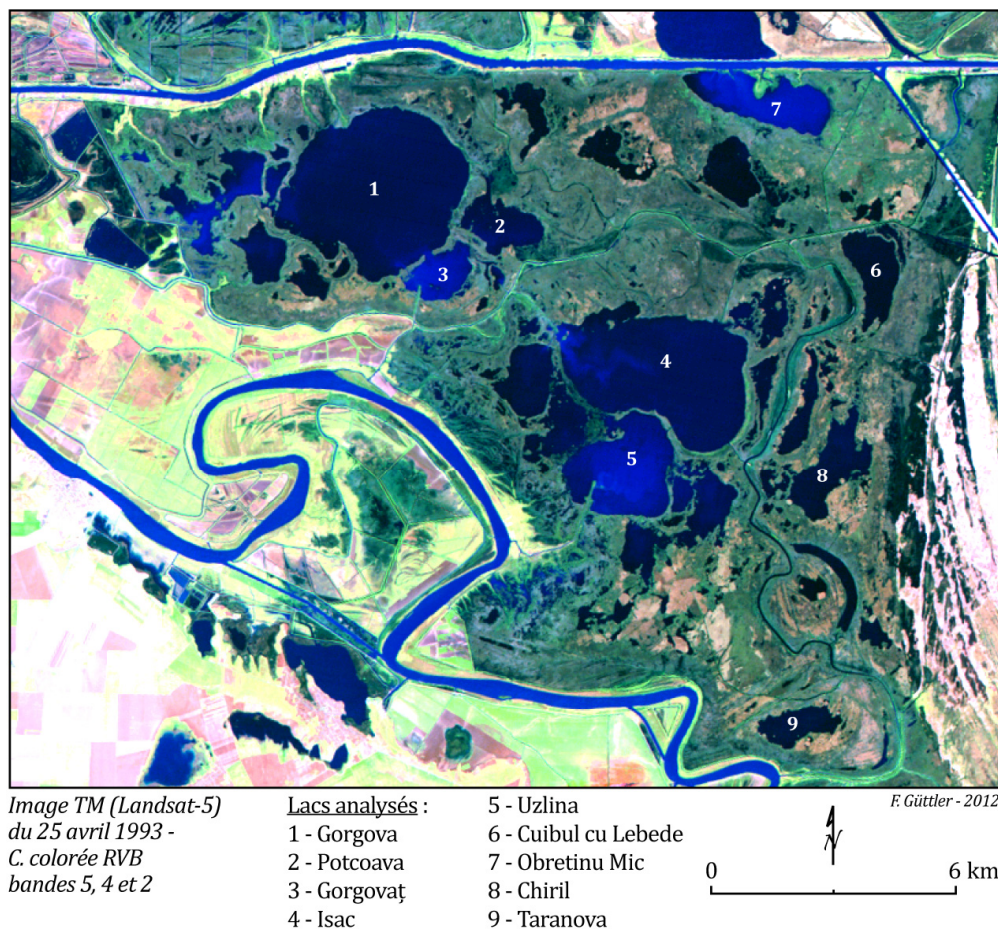 1
2
3
4
5
6
7
8
9
Image TM (Landsat-5)
du 25 avril 1993 -
C. colorée RVB
bandes 5, 4 et 2
Lacs analysés :
1 - Gorgova
2 - Potcoava
3 - Gorgovaţ
4 - Isac
5 - Uzlina
6 - Cuibul cu Lebede
7 - Obretinu Mic
8 - Chiril
9 - Taranova
F. Güttler - 2012
N
0 6 km